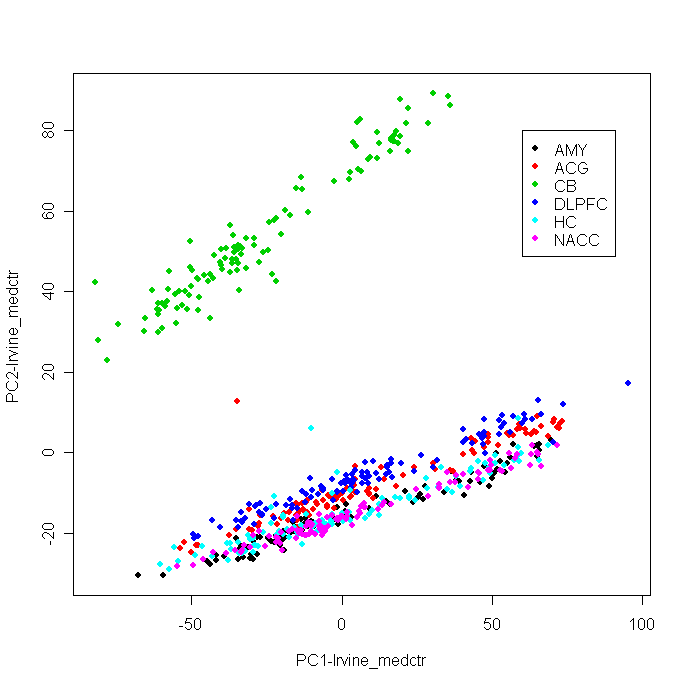 80
60
40
20
0
-20
PC2-Irvine_medctr
AMY
ACG
CB
DLPFC
HC
NACC
-50
0
50
100
PC1-Irvine_medctr